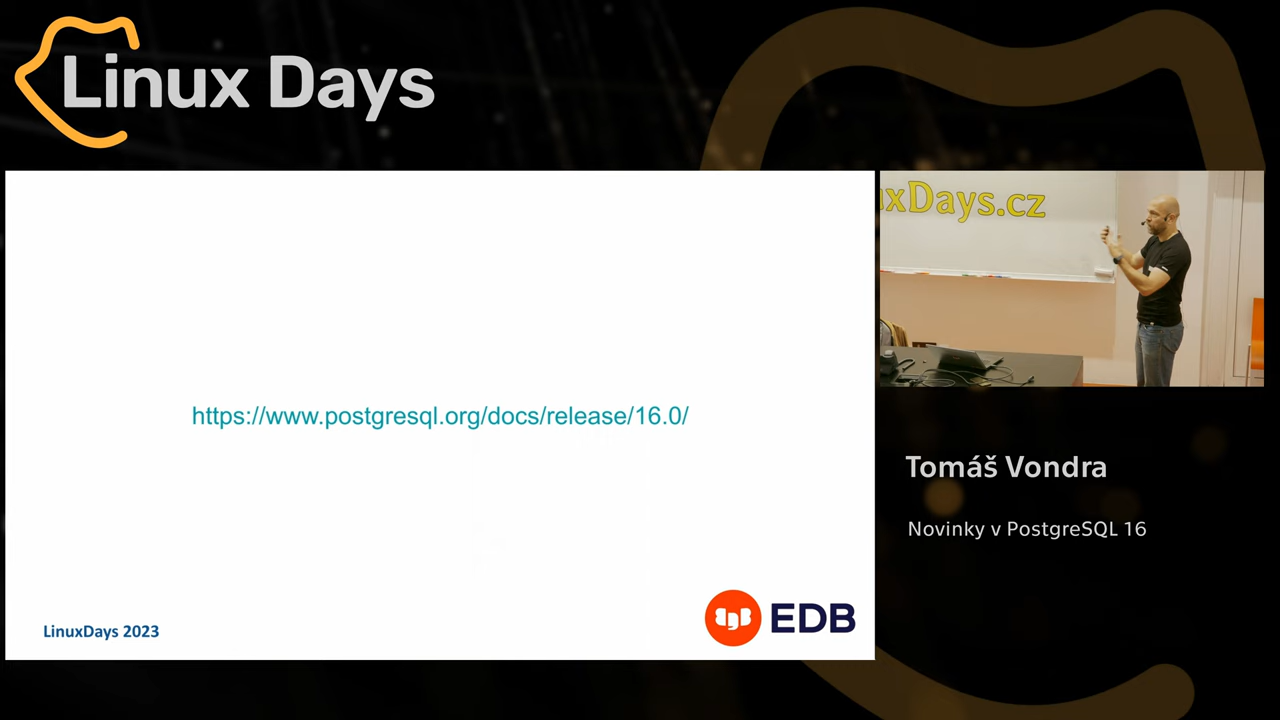 Linux Days
https://www.postgresql.org/docs/release/16.0/
LinuxDays 2023
EDB
uxDays.cz
Tomáš Vondra
Novinky v PostgreSQL 16